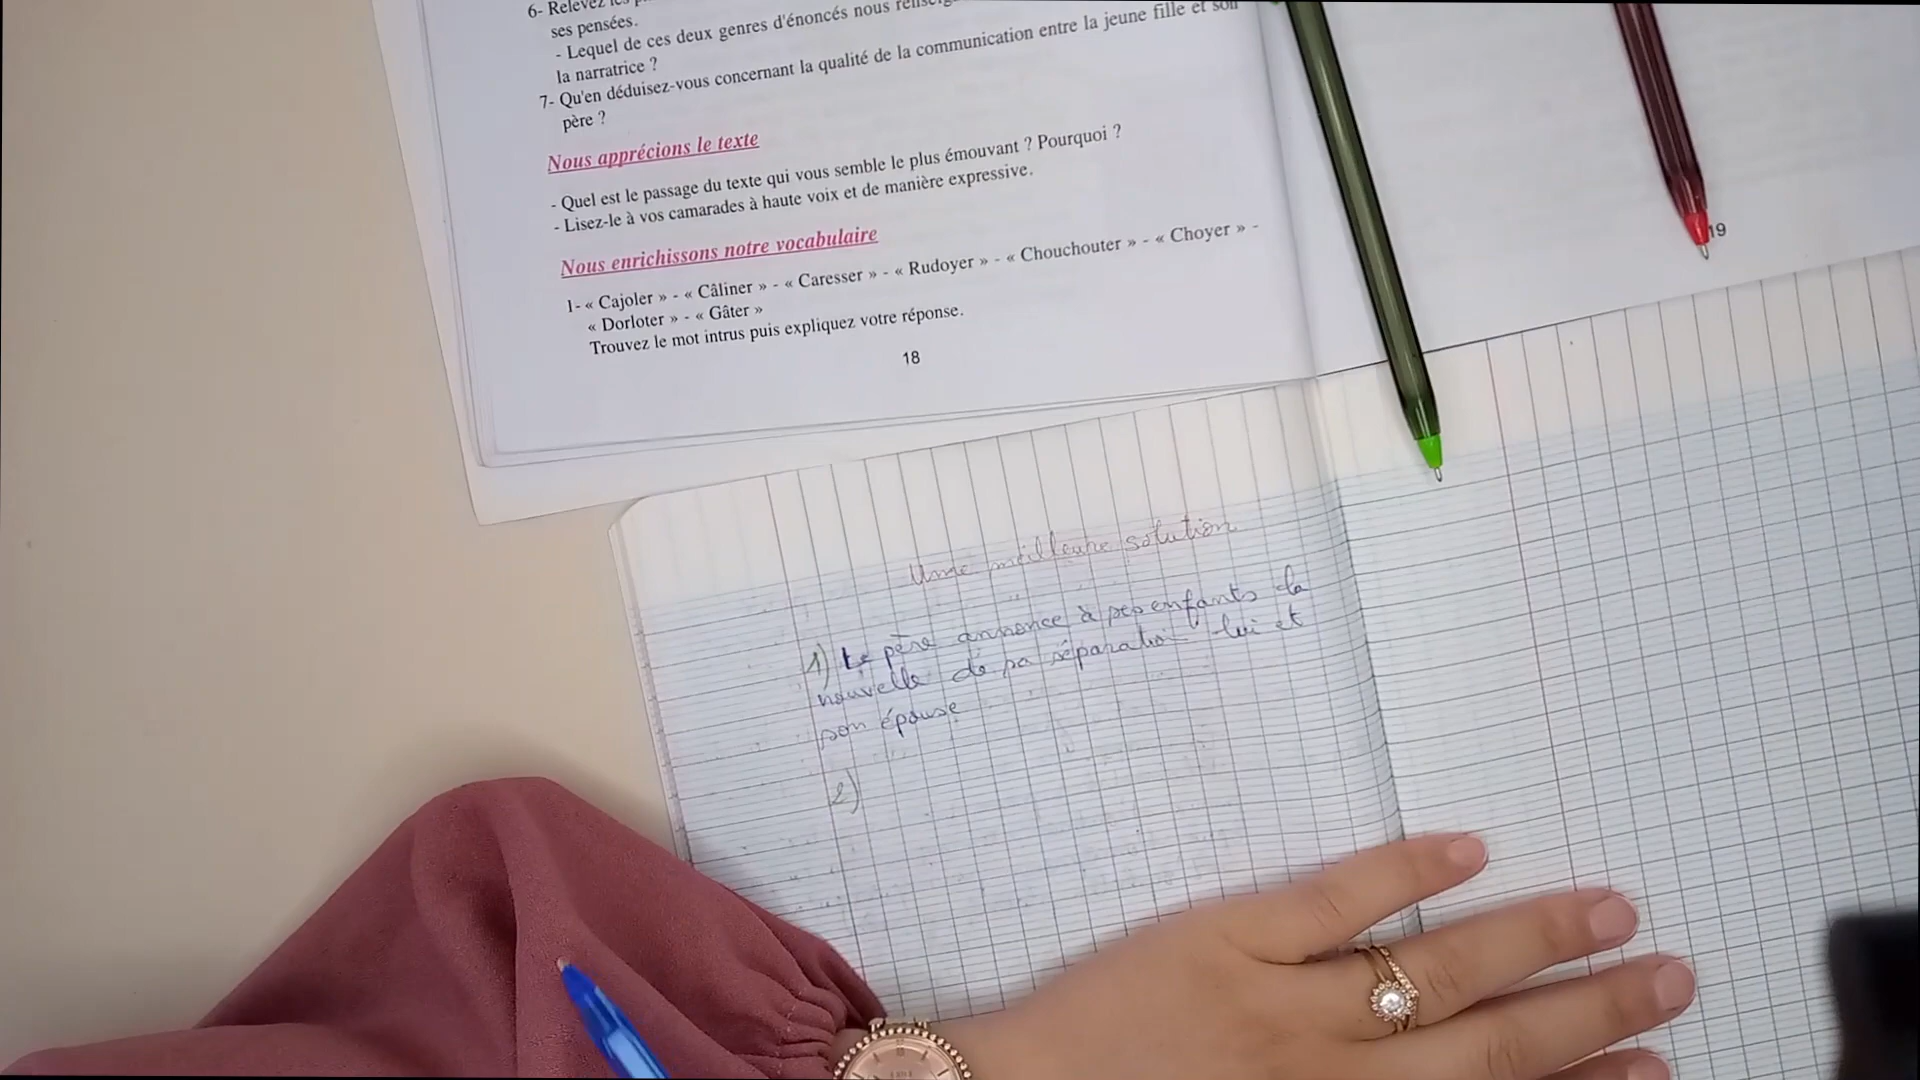 6- Relevez les
ses pensées.
- Lequel de ces deux genres d'énoncés nous
la narratrice ?
7- Qu'en déduisez-vous concernant la qualité de la communication entre la jeune fille et son
père ?
Nous apprécions le texte
- Quel est le passage du texte qui vous semble le plus émouvant ? Pourquoi ?
- Lisez-le à vos camarades à haute voix et de manière expressive.
Nous enrichissons notre vocabulaire
1- « Cajoler » - « Câliner » - « Caresser » - « Rudoyer » - « Chouchouter » - « Choyer » -
« Dorloter » - « Gâter »
Trouvez le mot intrus puis expliquez votre réponse.
18
19
Une meilleure solution
1) Le père annonce à ses enfants la
nouvelle de sa séparation lui et
son épouse
2)